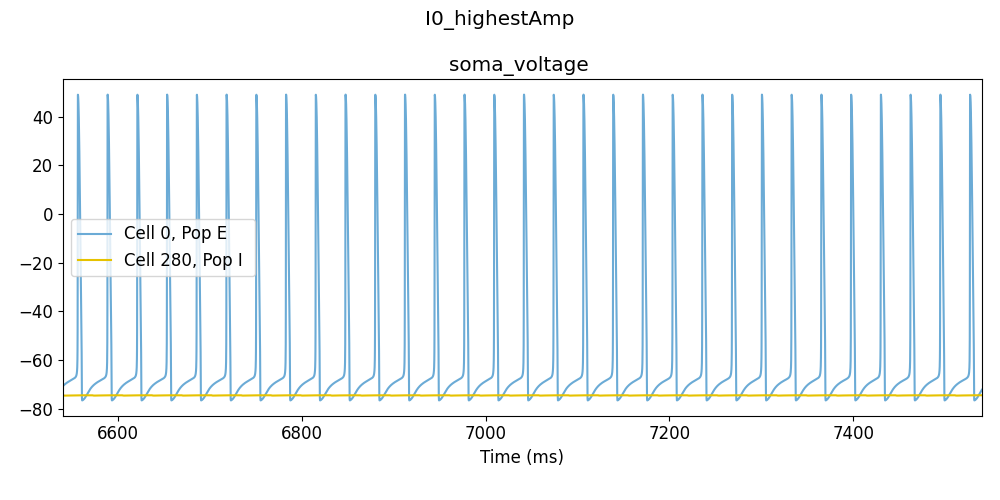 I0_highestAmp
soma_voltage
40
20
0
−20
−40
−60
−80
Cell 0, Pop E
Cell 280, Pop I
6600 6800 7000 7200 7400
Time (ms)